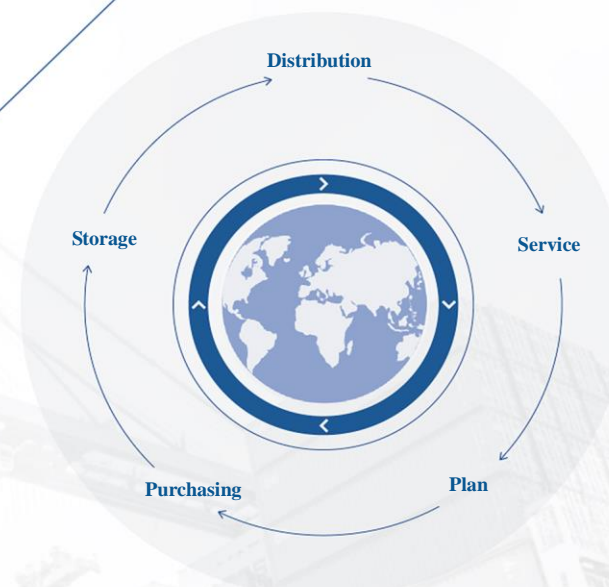 Distribution
Storage
Service
Plan
Purchasing